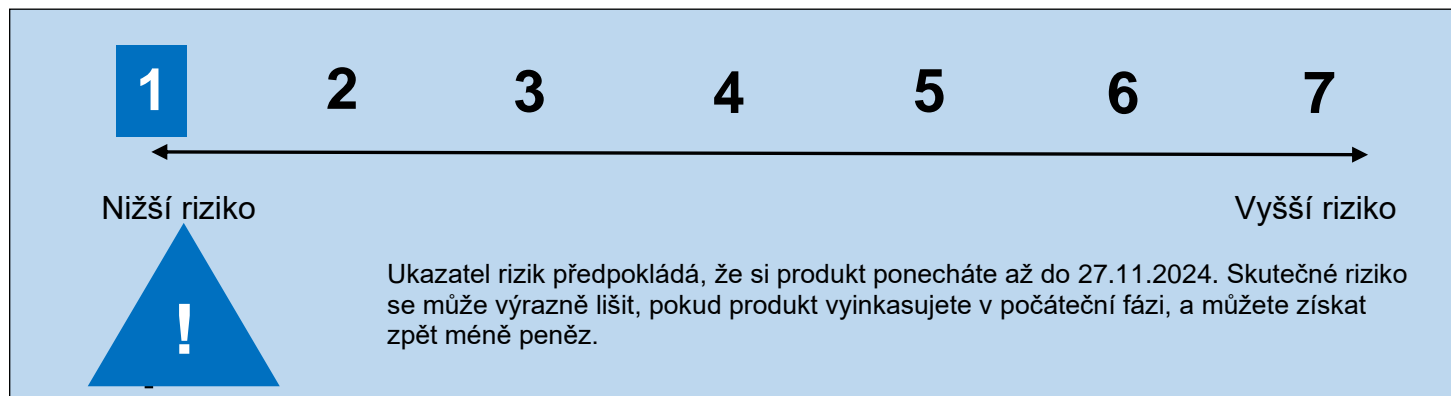 1 2 3 4 5 6 7
Nižší riziko Vyšší riziko
Ukazatel rizik předpokládá, že si produkt ponecháte až do 27.11.2024. Skutečné riziko
se může výrazně lišit, pokud produkt vyinkasujete v počáteční fázi, a můžete získat
zpět méně peněz.
!